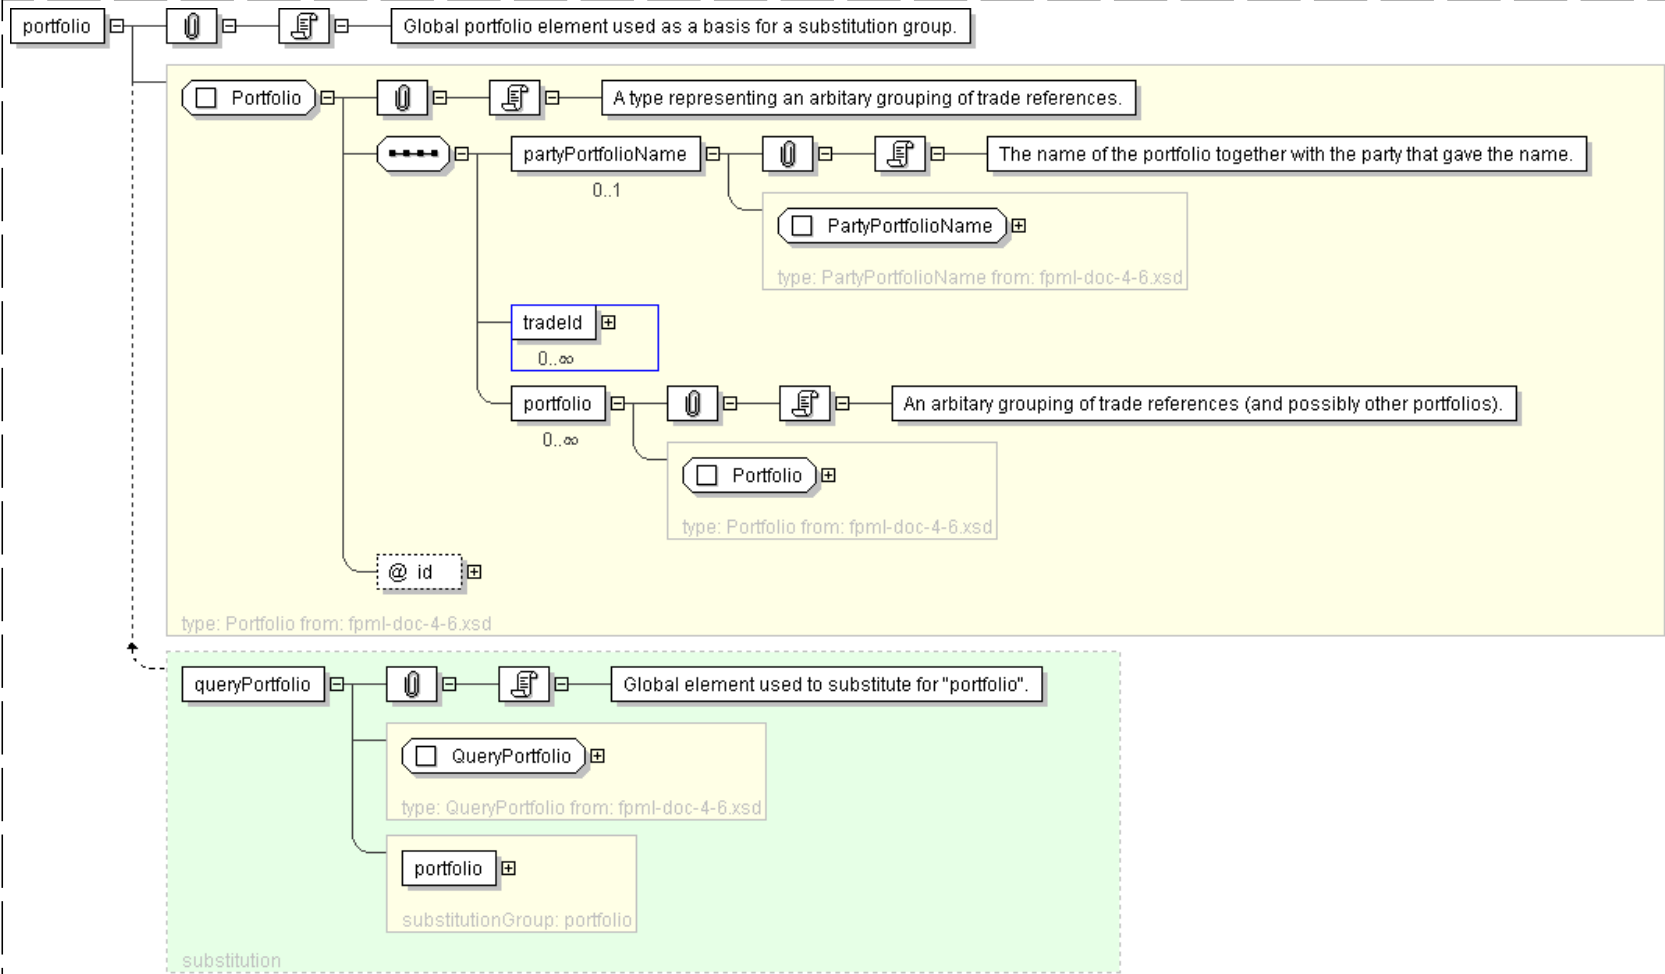 portfolio
Global portfolio element used as a basis for a substitution group.
Portfolio
A type representing an arbitary grouping of trade references.
partyPortfolioName
The name of the portfolio together with the party that gave the name.
0..1
PartyPortfolioName
type: PartyPortfolioName from: fpml-doc-4-6.xsd
tradeId
0..∞
portfolio
An arbitary grouping of trade references (and possibly other portfolios).
0..∞
Portfolio
type: Portfolio from: fpml-doc-4-6.xsd
@ id
type: Portfolio from: fpml-doc-4-6.xsd
queryPortfolio
Global element used to substitute for "portfolio".
QueryPortfolio
type: QueryPortfolio from: fpml-doc-4-6.xsd
portfolio
substitutionGroup: portfolio
substitution